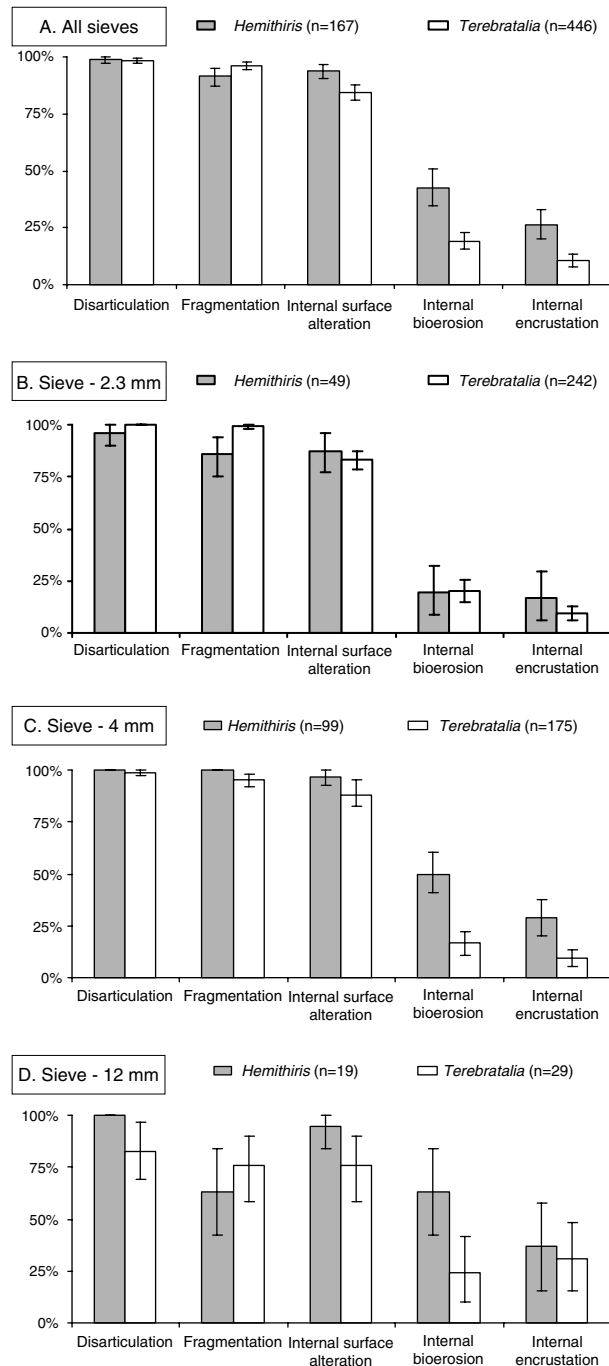 A. All sieves
Hemithiris (n=167) Terebratalia (n=446)
100%
75%
50%
25%
0%
Disarticulation Fragmentation Internal surface alteration Internal bioerosion Internal encrustation
B. Sieve - 2.3 mm
Hemithiris (n=49) Terebratalia (n=242)
100%
75%
50%
25%
0%
Disarticulation Fragmentation Internal surface alteration Internal bioerosion Internal encrustation
C. Sieve - 4 mm
Hemithiris (n=99) Terebratalia (n=175)
100%
75%
50%
25%
0%
Disarticulation Fragmentation Internal surface alteration Internal bioerosion Internal encrustation
D. Sieve - 12 mm
Hemithiris (n=19) Terebratalia (n=29)
100%
75%
50%
25%
0%
Disarticulation Fragmentation Internal surface alteration Internal bioerosion Internal encrustation